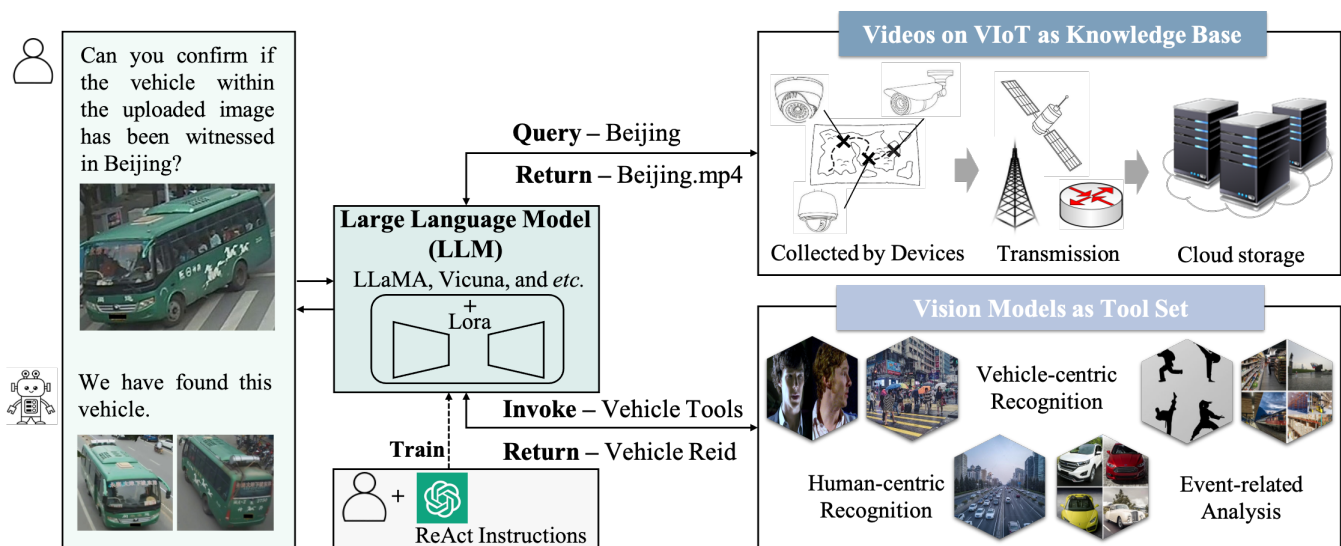 Can you confirm if
the vehicle within
the uploaded image
has been witnessed
in Beijing?
We have found this
vehicle.
Large Language Model
(LLM)
LLaMA, Vicuna, and etc.
+
Lora
Query – Beijing
Return – Beijing.mp4
Invoke – Vehicle Tools
Return – Vehicle Reid
Train
+
ReAct Instructions
Videos on VIoT as Knowledge Base
Collected by Devices
Transmission
Cloud storage
Vision Models as Tool Set
Vehicle-centric
Recognition
Human-centric
Recognition
Event-related
Analysis